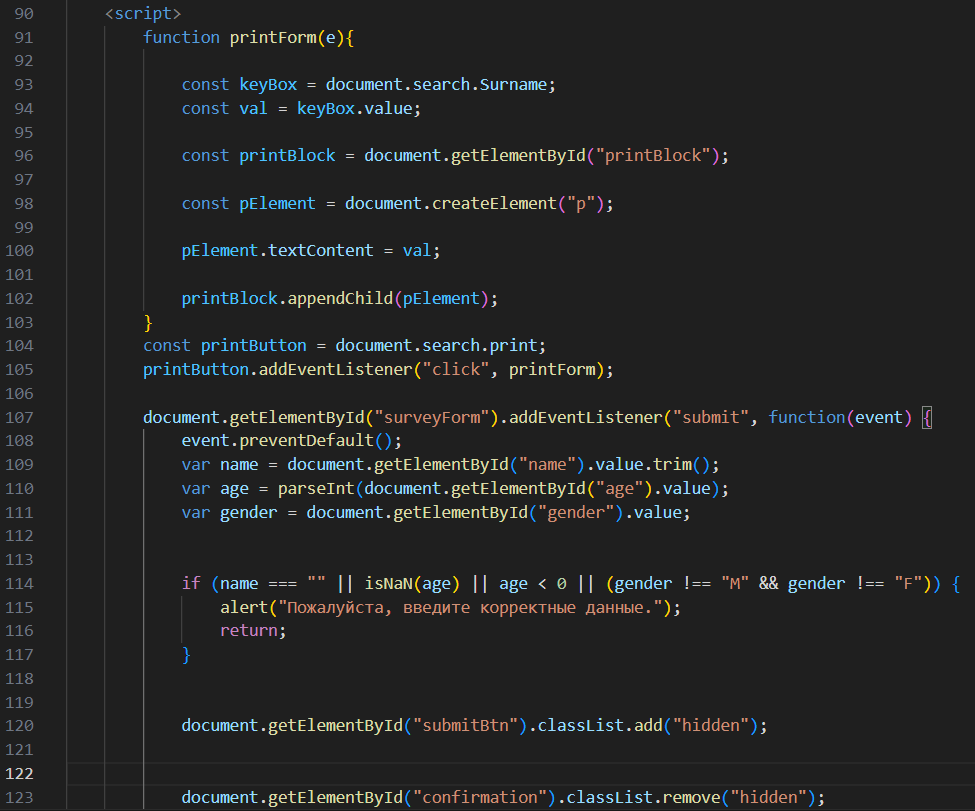 90 <script>
91 function printForm(e){
92
93 const keyBox = document.search.Surname;
94 const val = keyBox.value;
95
96 const printBlock = document.getElementById("printBlock");
97
98 const pElement = document.createElement("p");
99
100 pElement.textContent = val;
101
102 printBlock.appendChild(pElement);
103 }
104 const printButton = document.search.print;
105 printButton.addEventListener("click", printForm);
106
107 document.getElementById("surveyForm").addEventListener("submit", function(event) {
108 event.preventDefault();
109 var name = document.getElementById("name").value.trim();
110 var age = parseInt(document.getElementById("age").value);
111 var gender = document.getElementById("gender").value;
112
113
114 if (name === "" || isNaN(age) || age < 0 || (gender !== "M" && gender !== "F")) {
115 alert("Пожалуйста, введите корректные данные.");
116 return;
117 }
118
119
120 document.getElementById("submitBtn").classList.add("hidden");
121
122
123 document.getElementById("confirmation").classList.remove("hidden");